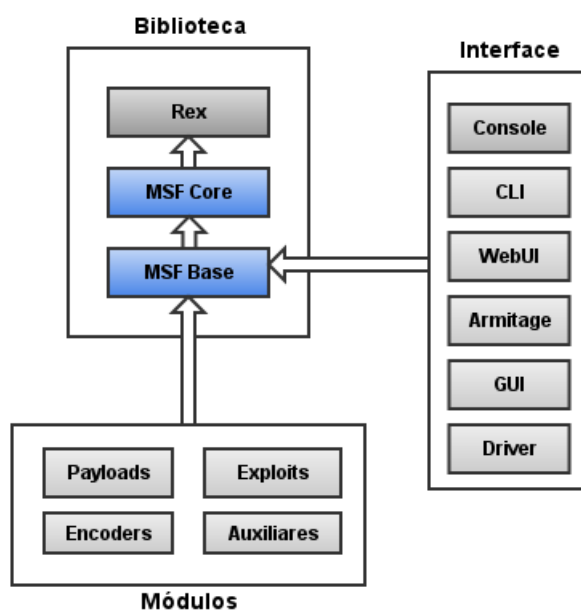 Biblioteca
Rex
MSF Core
MSF Base
Interface
Console
CLI
WebUI
Armitage
GUI
Driver
Payloads
Exploits
Encoders
Auxiliares
Módulos